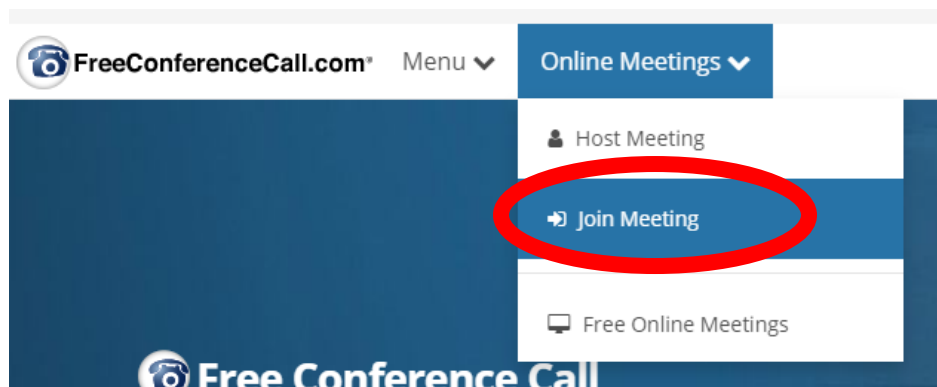 FreeConferenceCall.com® Menu Online Meetings
Host Meeting
Join Meeting
Free Online Meetings
Free Conference Call